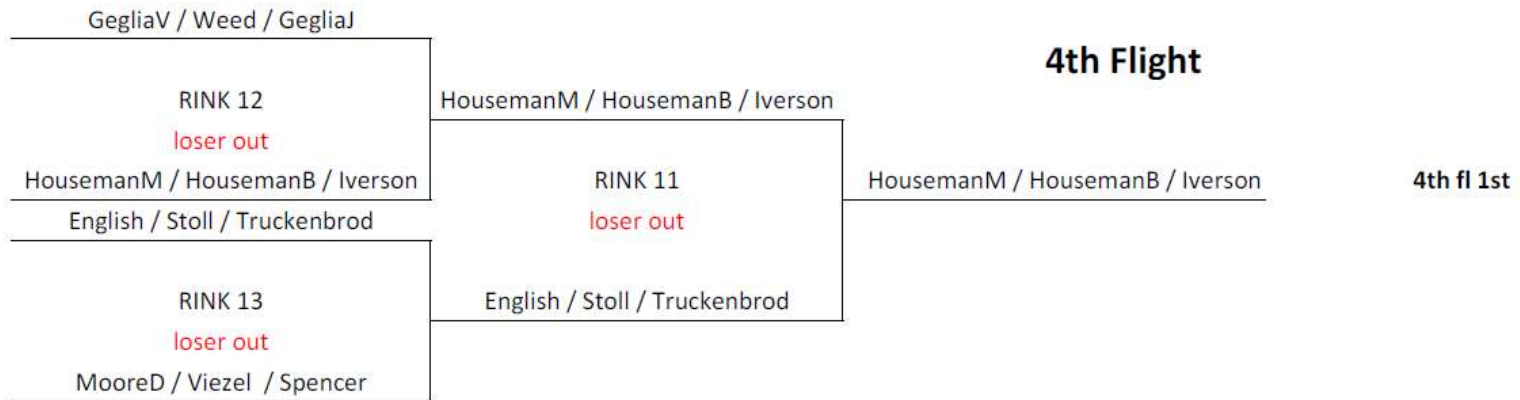 GegliaV / Weed / GegliaJ
4th Flight
RINK 12
HousemanM / HousemanB / Iverson
loser out
HousemanM / HousemanB / Iverson
RINK 11
HousemanM / HousemanB / Iverson
4th fl 1st
English / Stoll / Truckenbrod
loser out
RINK 13
English / Stoll / Truckenbrod
loser out
MooreD / Viezel / Spencer